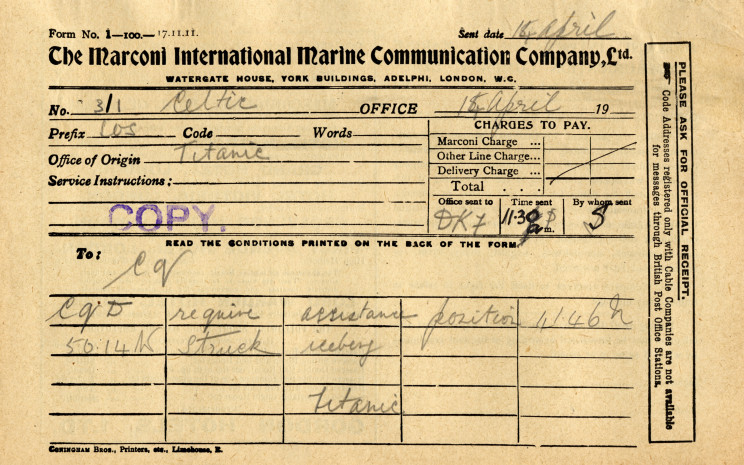 Form No. 1—100.—17.11.11.
Sent date 15 April
The Marconi International Marine Communication Company, Ltd.
WATERGATE HOUSE, YORK BUILDINGS, ADELPHI, LONDON, W.C.
No. 3/1 Celtic OFFICE 15 April 19
Prefix Code Words
CHARGES TO PAY.
Office of Origin Titanic
Marconi Charge ...
Other Line Charge...
Service Instructions:
Delivery Charge ...
Total . . .
Office sent to Time sent By whom sent
DKF 11.30 m. S
COPY.
READ THE CONDITIONS PRINTED ON THE BACK OF THE FORM
To: Cq
CqD require assistance position 41.46 N
50.14 W Struck iceberg
Titanic
Coningham Bros., Printers, etc., Limehouse, E.
PLEASE ASK FOR OFFICIAL RECEIPT.
Code Addresses registered only with Cable Companies are not available
for messages through British Post Office Stations.